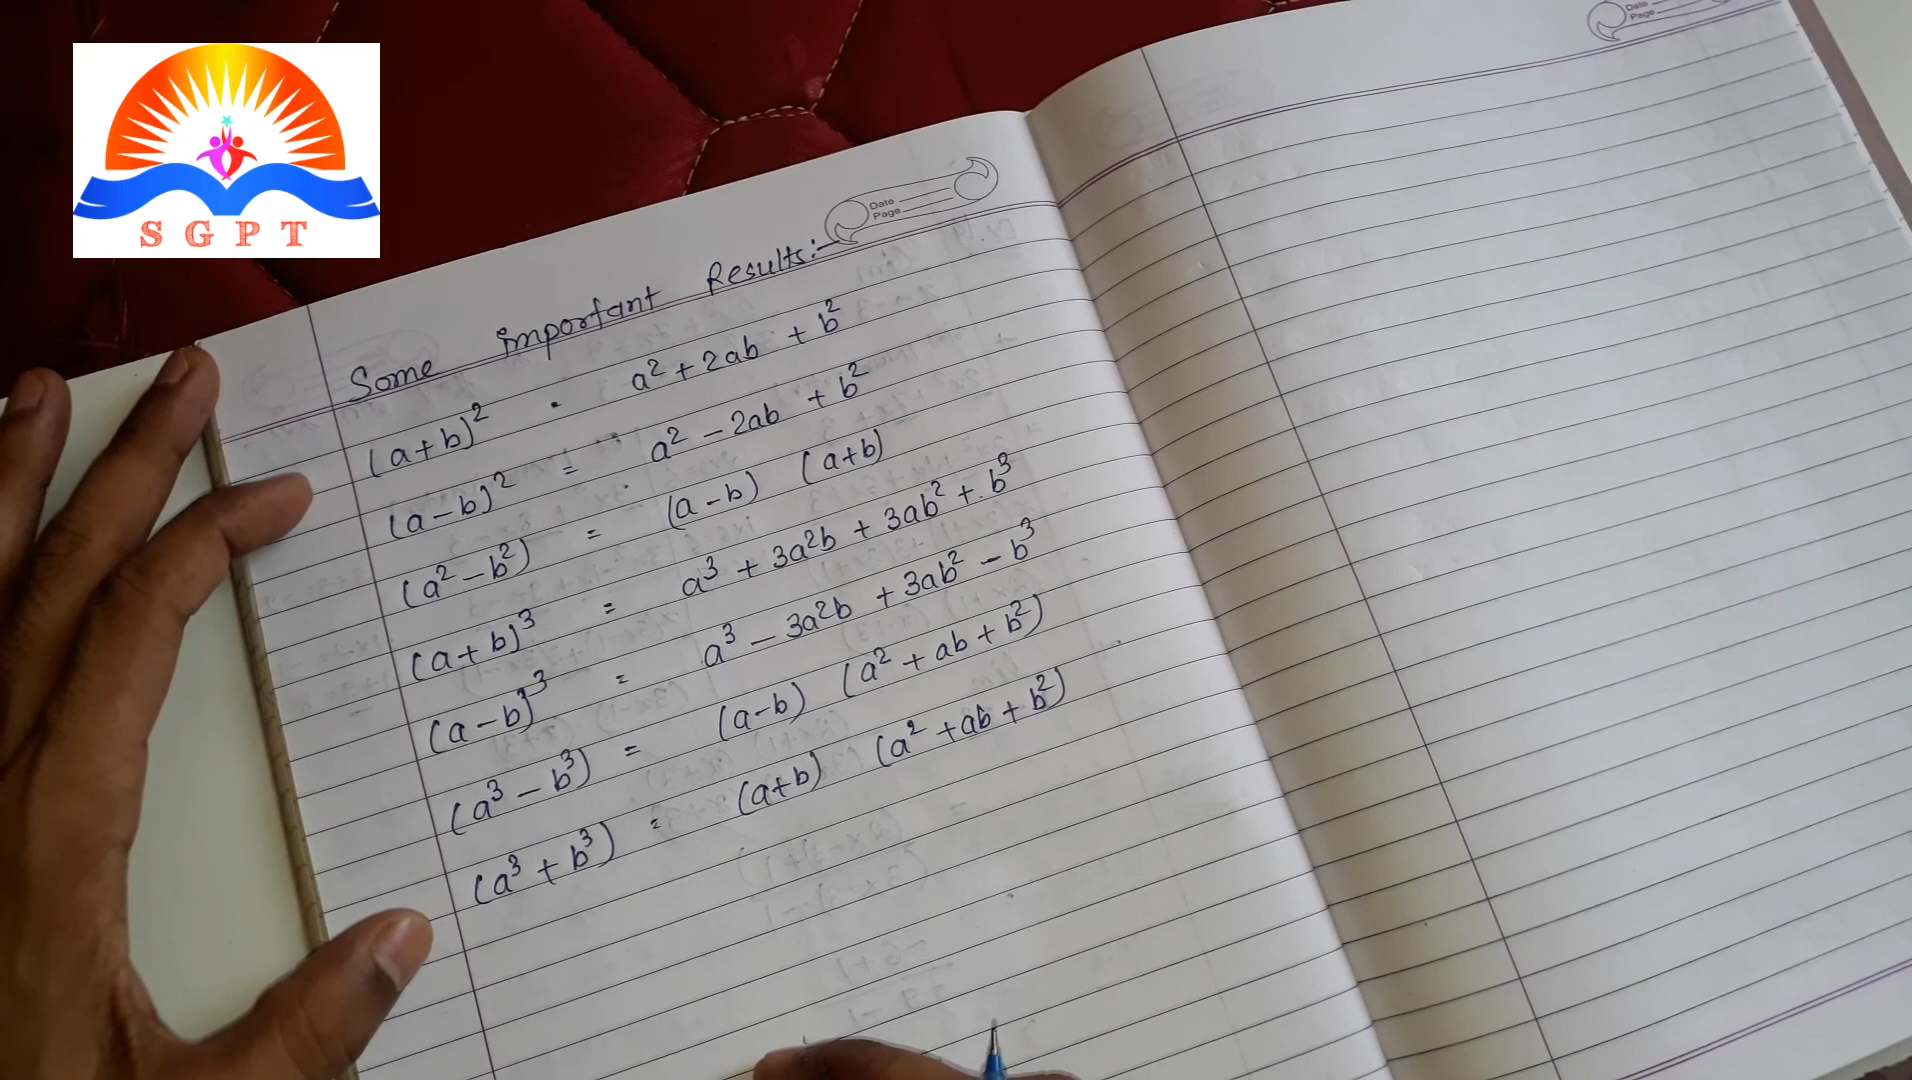 SGPT
Date
Page
Date
Page
Some important Results:-
(a+b)² · a² + 2ab + b²
(a-b)² = a² - 2ab + b²
(a² - b²) = (a-b) (a+b)
(a+b)³ = a³ + 3a²b + 3ab² + b³
(a-b)³ = a³ - 3a²b + 3ab² - b³
(a³ - b³) = (a-b) (a² + ab + b²)
(a³ + b³) = (a+b) (a² + ab + b²)